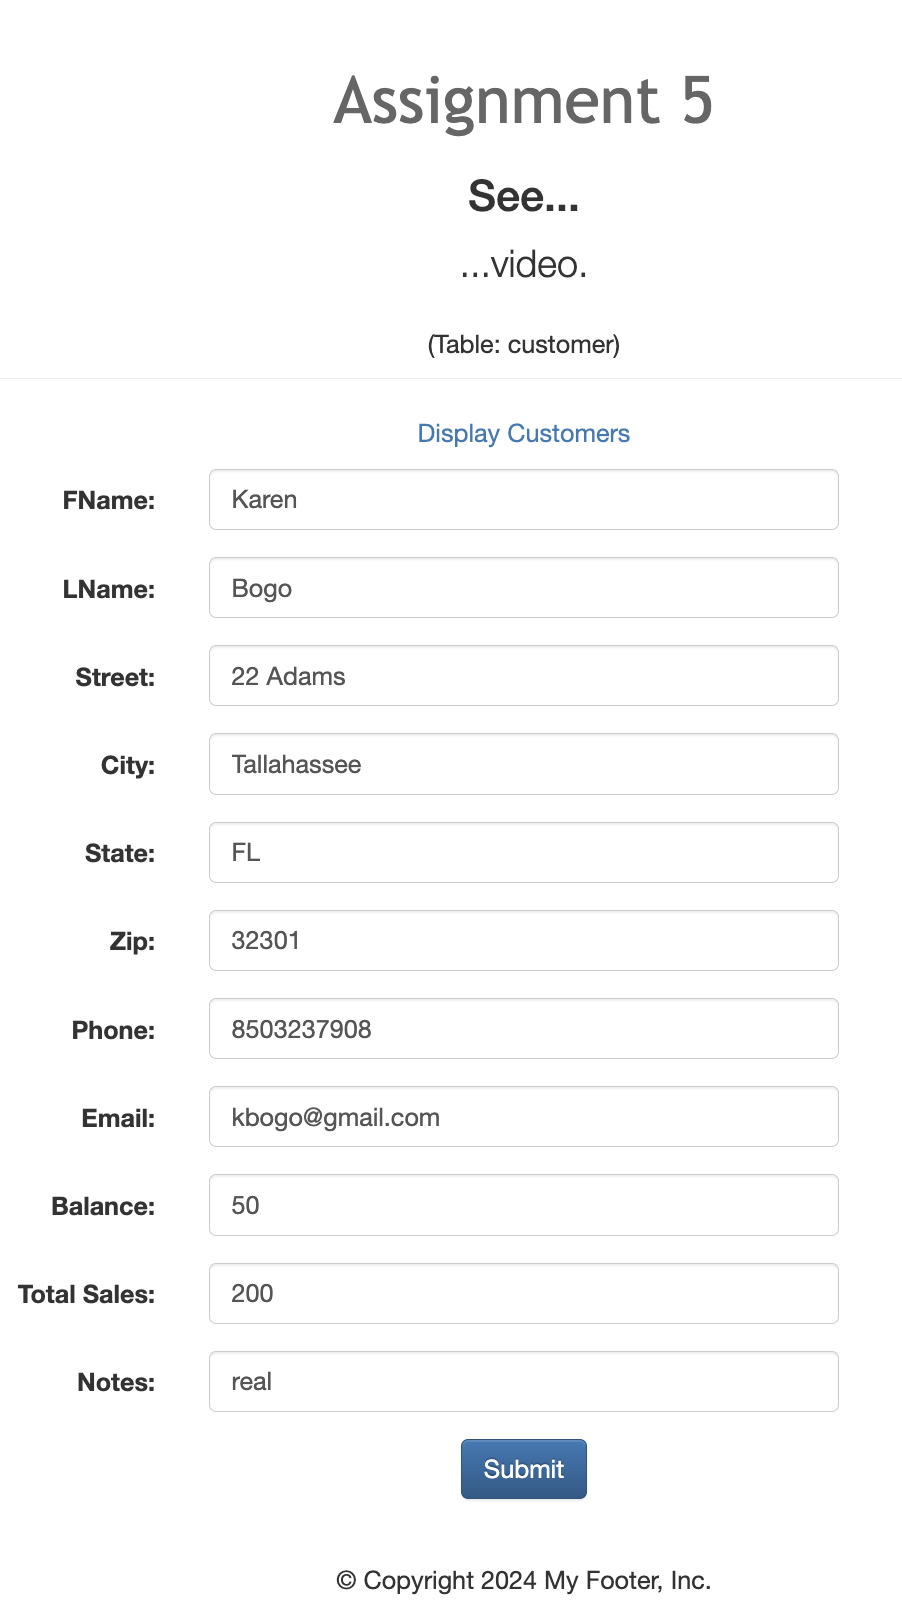 Assignment 5
See...
...video.
(Table: customer)
Display Customers
FName: Karen
LName: Bogo
Street: 22 Adams
City: Tallahassee
State: FL
Zip: 32301
Phone: 8503237908
Email: kbogo@gmail.com
Balance: 50
Total Sales: 200
Notes: real
Submit
© Copyright 2024 My Footer, Inc.